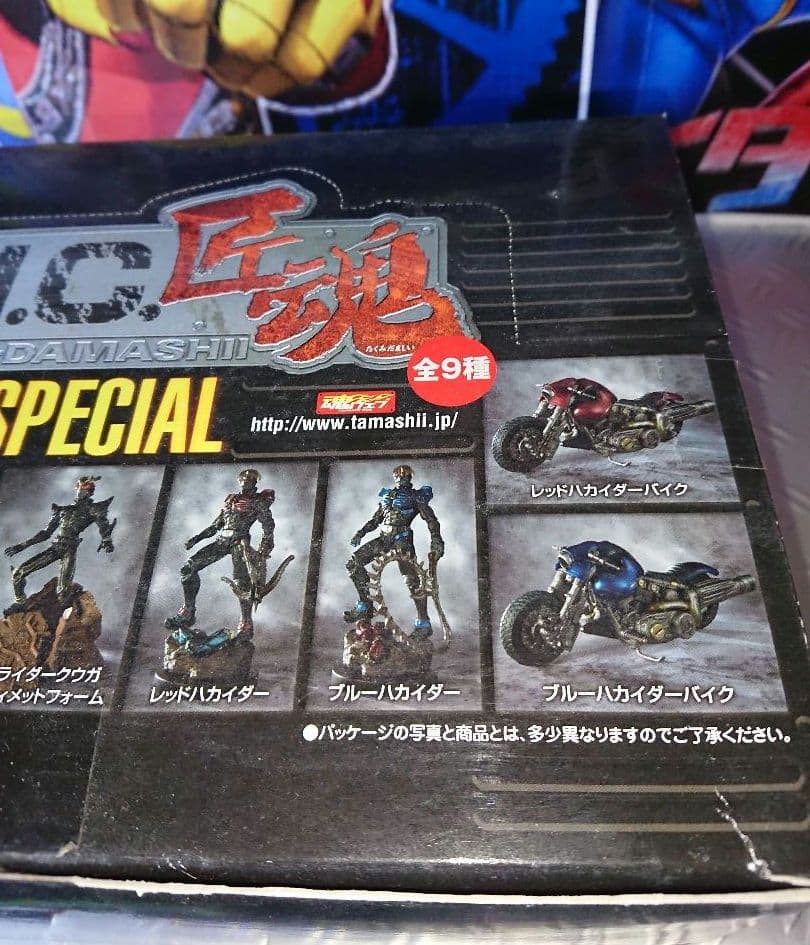 .I.C.
匠魂
-DAMASHII
たくみだましい
全9種
SPECIAL
魂ウェブ
http://www.tamashii.jp/
レッドハカイダーバイク
ライダークウガ
ィメットフォーム
レッドハカイダー
ブルーハカイダー
ブルーハカイダーバイク
●パッケージの写真と商品とは、多少異なりますのでご了承ください。